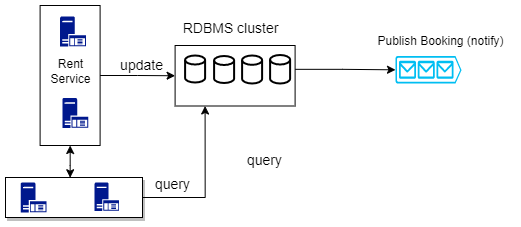 RDBMS cluster
Publish Booking (notify)
Rent
Service
update
query
query